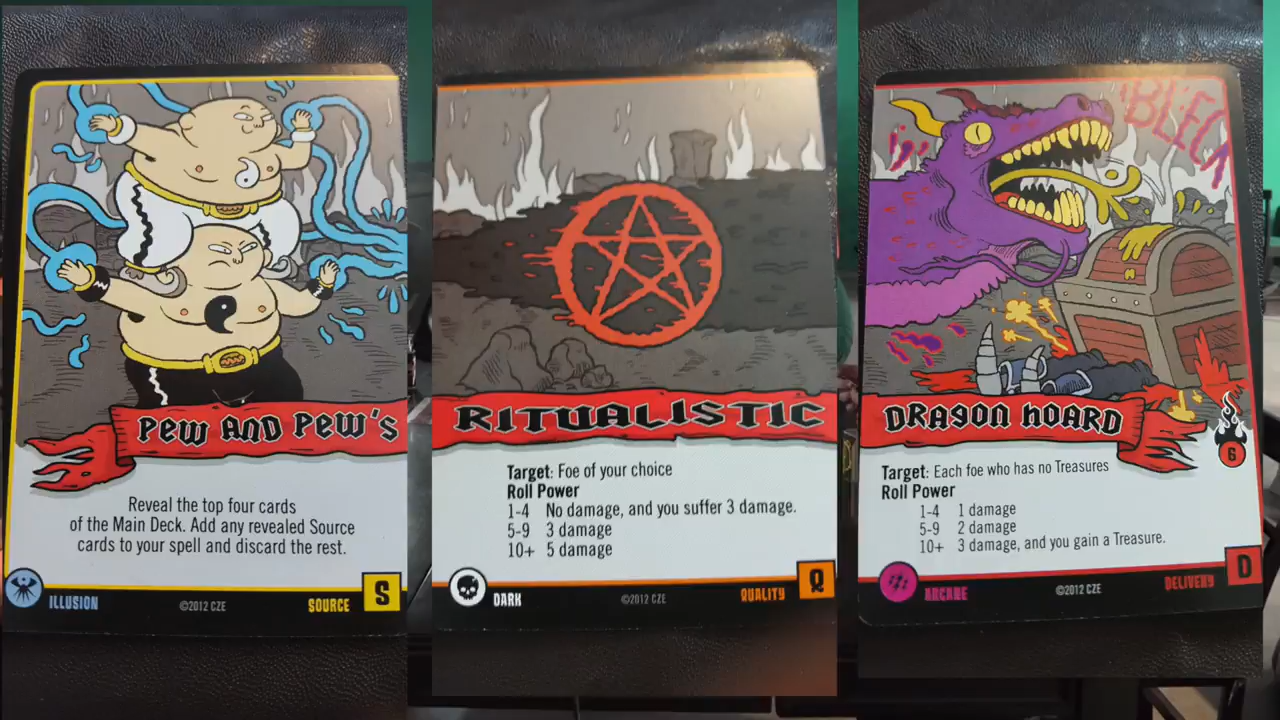 PEW AND PEW'S
Reveal the top four cards
of the Main Deck. Add any revealed Source
cards to your spell and discard the rest.
ILLUSION
©2012 CZE
SOURCE
S
RITUALISTIC
Target: Foe of your choice
Roll Power
1-4 No damage, and you suffer 3 damage.
5-9 3 damage
10+ 5 damage
DARK
©2012 CZE
QUALITY
Q
BLECH
DRAGON HOARD
6
Target: Each foe who has no Treasures
Roll Power
1-4 1 damage
5-9 2 damage
10+ 3 damage, and you gain a Treasure.
ARCANE
©2012 CZE
DELIVERY
D